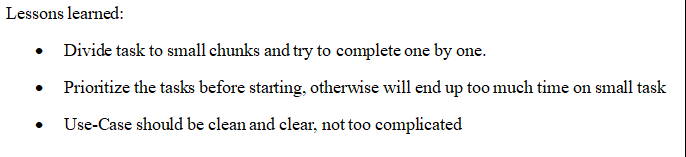 Lessons learned:
• Divide task to small chunks and try to complete one by one.
• Prioritize the tasks before starting, otherwise will end up too much time on small task
• Use-Case should be clean and clear, not too complicated